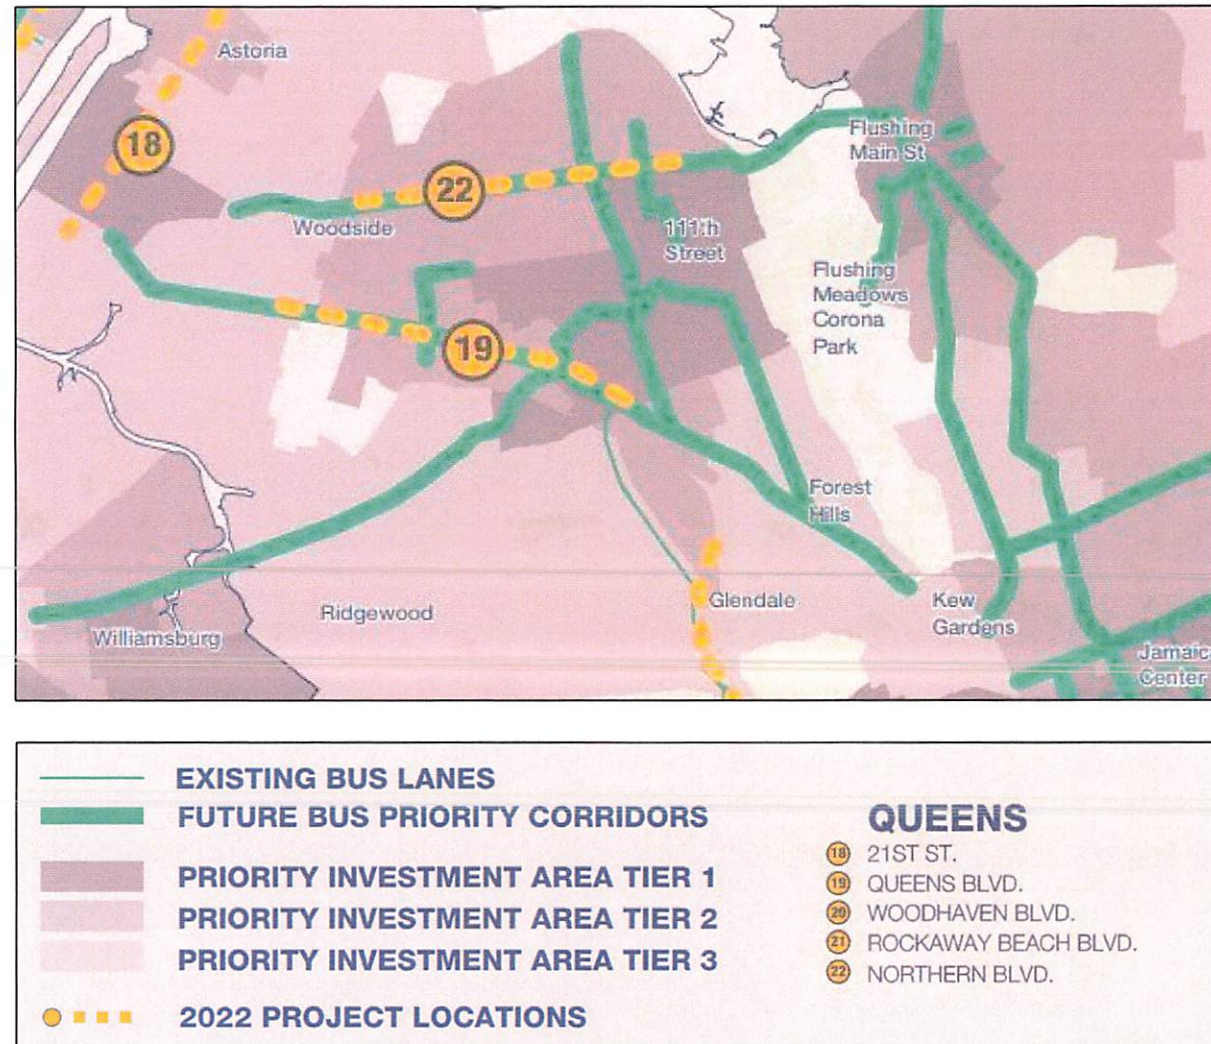 Astoria
18
Flushing
Main St
22
Woodside
111th
Street
Flushing
Meadows
Corona
Park
19
Forest
Hills
Glendale
Kew
Gardens
Ridgewood
Williamsburg
Jamaic
Center
EXISTING BUS LANES
FUTURE BUS PRIORITY CORRIDORS
PRIORITY INVESTMENT AREA TIER 1
PRIORITY INVESTMENT AREA TIER 2
PRIORITY INVESTMENT AREA TIER 3
2022 PROJECT LOCATIONS
QUEENS
18 21ST ST.
19 QUEENS BLVD.
20 WOODHAVEN BLVD.
21 ROCKAWAY BEACH BLVD.
22 NORTHERN BLVD.